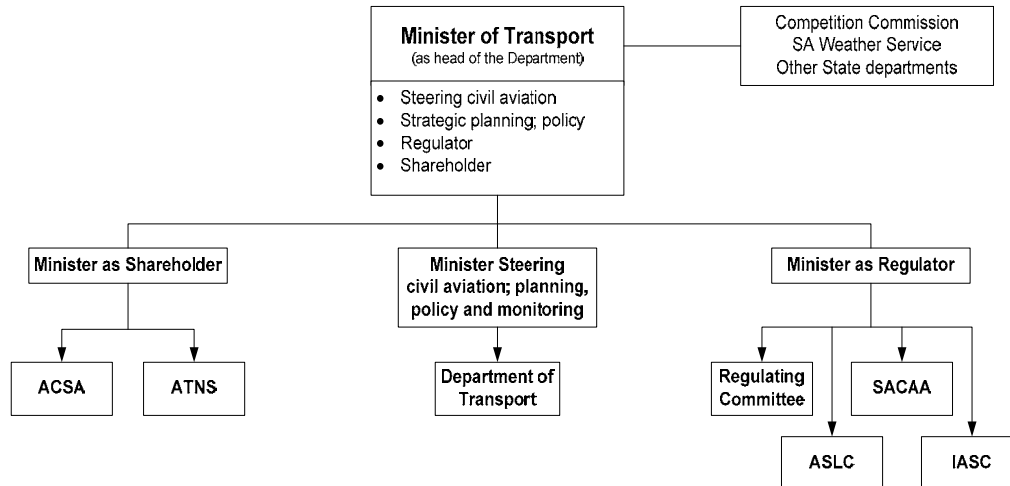 Minister of Transport
(as head of the Department)
• Steering civil aviation
• Strategic planning; policy
• Regulator
• Shareholder
Competition Commission
SA Weather Service
Other State departments
Minister as Shareholder
Minister Steering
civil aviation; planning,
policy and monitoring
Minister as Regulator
ACSA
ATNS
Department of
Transport
Regulating
Committee
SACAA
ASLC
IASC